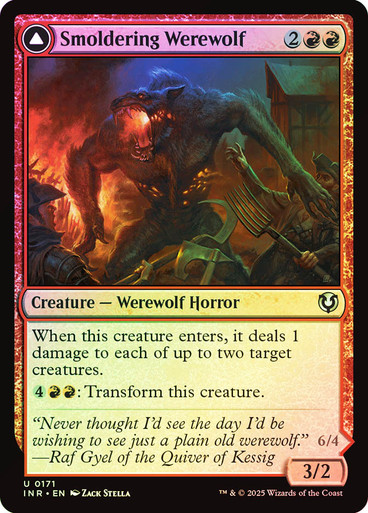 Smoldering Werewolf 2
Creature — Werewolf Horror
When this creature enters, it deals 1
damage to each of up to two target
creatures.
4: Transform this creature.
“Never thought I’d see the day I’d be
wishing to see just a plain old werewolf.” 6/4
—Raf Gyel of the Quiver of Kessig
3/2
U 0171
INR • EN Zack Stella
™ & © 2025 Wizards of the Coast